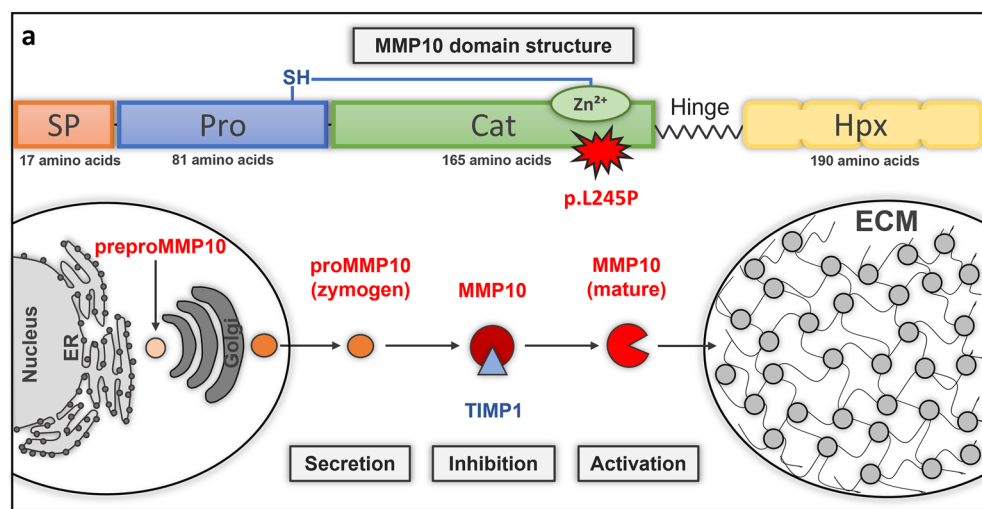 a
MMP10 domain structure
SH
Zn²⁺
SP
Pro
Cat
Hinge
Hpx
17 amino acids
81 amino acids
165 amino acids
190 amino acids
p.L245P
Nucleus
ER
preproMMP10
Golgi
proMMP10
(zymogen)
MMP10
MMP10
(mature)
TIMP1
ECM
Secretion
Inhibition
Activation